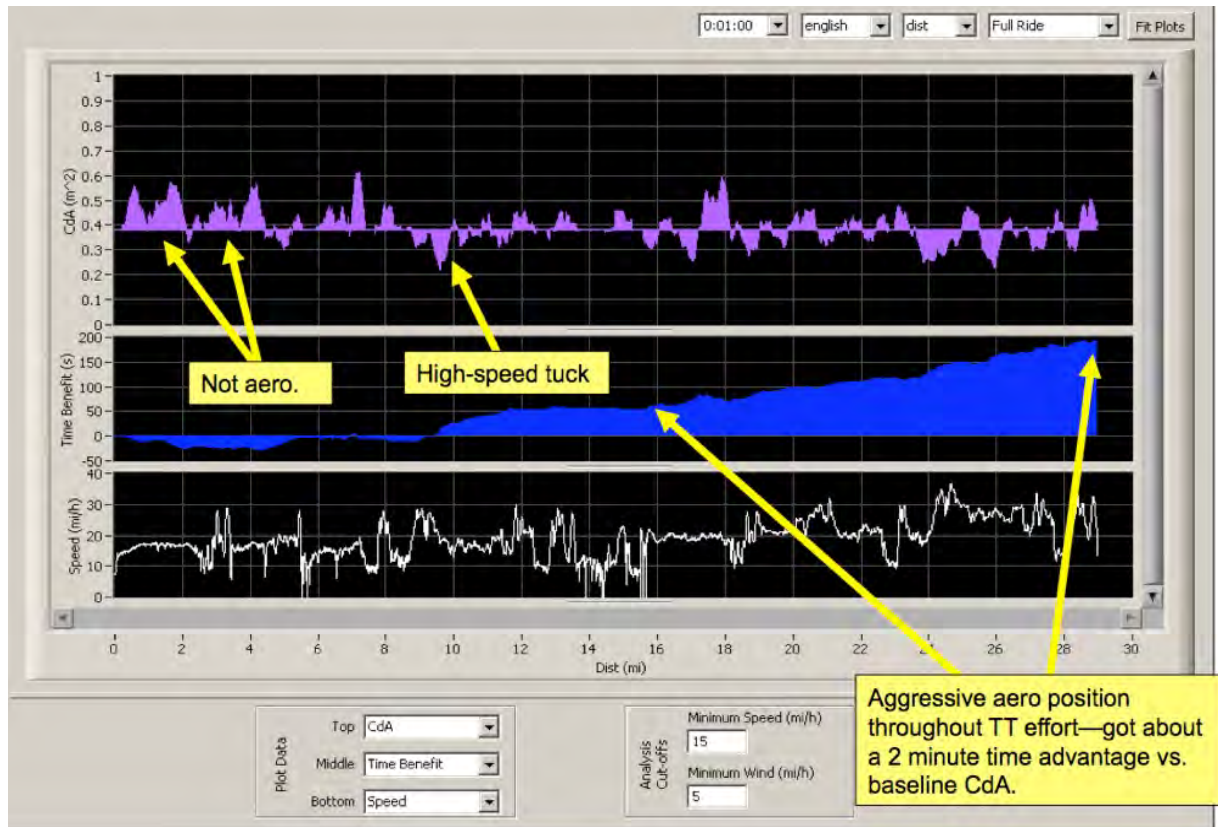 0:01:00 english dist Full Ride Fit Plots
1
0.9
0.8
0.7
0.6
0.5
0.4
0.3
0.2
0.1
0
CdA (m^2)
Not aero.
High-speed tuck
200
150
100
50
0
-50
Time Benefit (s)
40
30
20
10
0
Speed (mi/h)
0 2 4 6 8 10 12 14 16 18 20 22 24 26 28 30
Dist (mi)
Plot Data
Top CdA
Middle Time Benefit
Bottom Speed
Analysis
Cut-offs
Minimum Speed (mi/h)
15
Minimum Wind (mi/h)
5
Aggressive aero position
throughout TT effort—got about
a 2 minute time advantage vs.
baseline CdA.